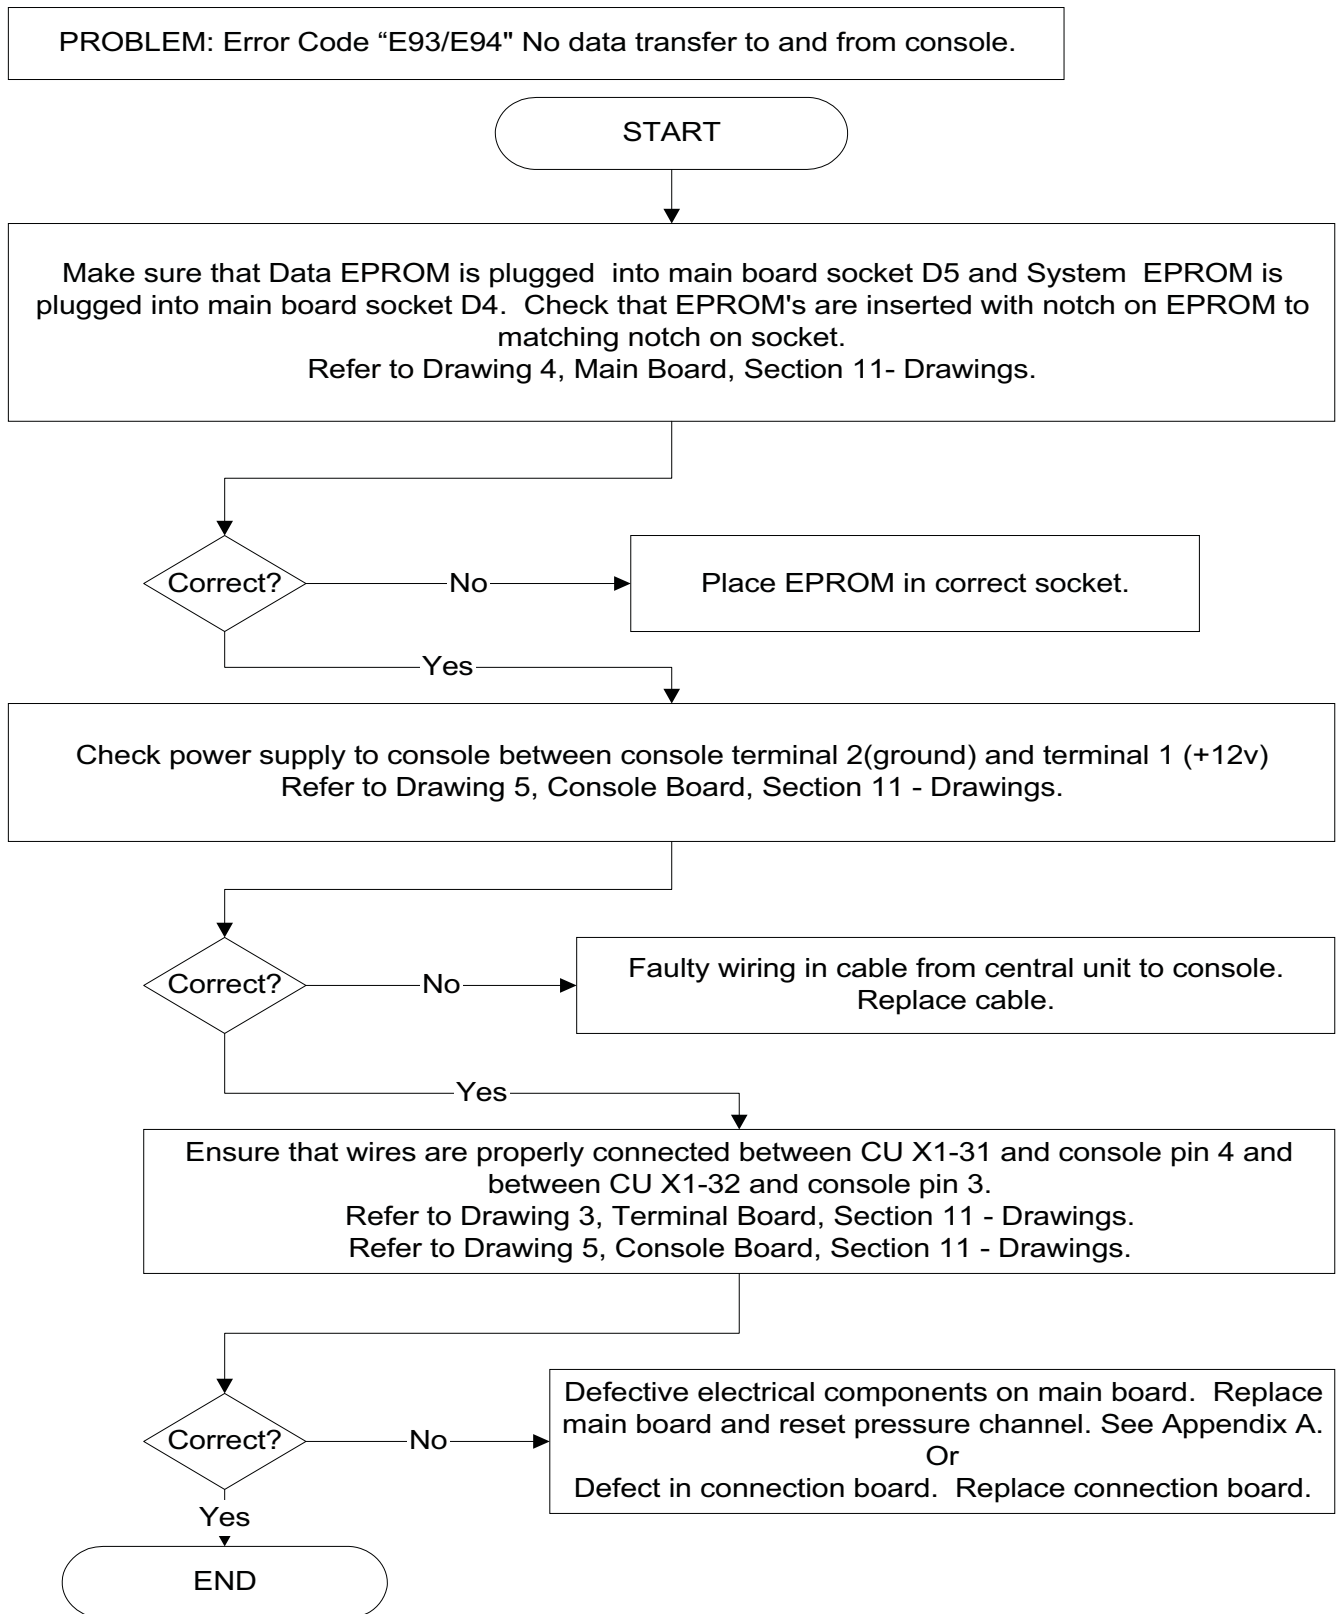 PROBLEM: Error Code “E93/E94" No data transfer to and from console.
START
Make sure that Data EPROM is plugged  into main board socket D5 and System  EPROM is
plugged into main board socket D4.  Check that EPROM's are inserted with notch on EPROM to
matching notch on socket.
Refer to Drawing 4, Main Board, Section 11- Drawings.
Correct?
No
Place EPROM in correct socket.
Yes
Check power supply to console between console terminal 2(ground) and terminal 1 (+12v)
Refer to Drawing 5, Console Board, Section 11 - Drawings.
Correct?
No
Faulty wiring in cable from central unit to console.
Replace cable.
Yes
Ensure that wires are properly connected between CU X1-31 and console pin 4 and
between CU X1-32 and console pin 3.
Refer to Drawing 3, Terminal Board, Section 11 - Drawings.
Refer to Drawing 5, Console Board, Section 11 - Drawings.
Correct?
No
Defective electrical components on main board.  Replace
main board and reset pressure channel. See Appendix A.
Or
Defect in connection board.  Replace connection board.
Yes
END